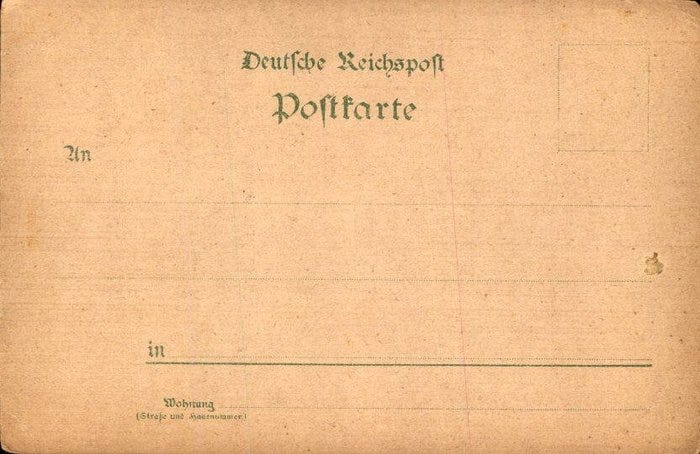 Deutsche Reichspost
Postkarte
An
in
Wohnung
(Straße und Hausnummer)